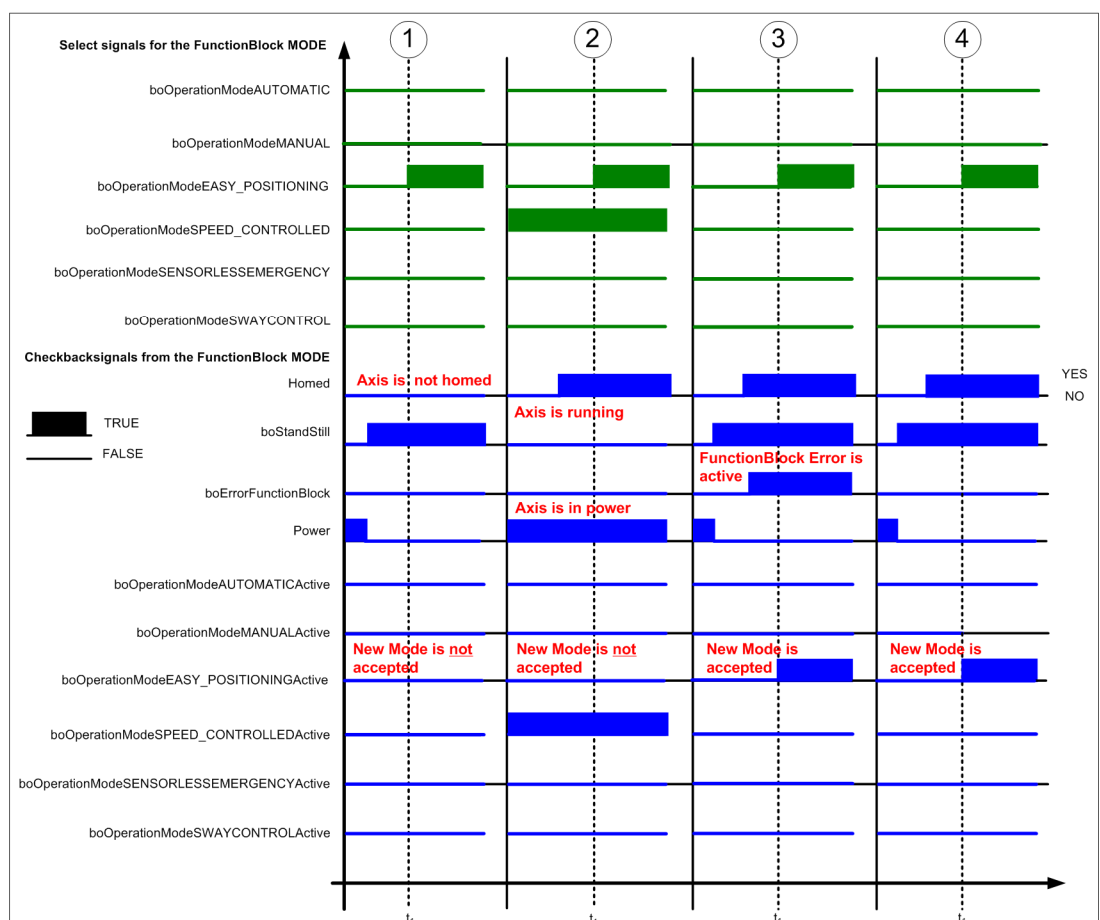 Select signals for the FunctionBlock MODE
1
2
3
4
boOperationModeAUTOMATIC
boOperationModeMANUAL
boOperationModeEASY_POSITIONING
boOperationModeSPEED_CONTROLLED
boOperationModeSENSORLESSEMERGENCY
boOperationModeSWAYCONTROL
Checkbacksignals from the FunctionBlock MODE
Homed
Axis is not homed
YES
NO
TRUE
FALSE
boStandStill
Axis is running
FunctionBlock Error is
active
boErrorFunctionBlock
Axis is in power
Power
boOperationModeAUTOMATICActive
boOperationModeMANUALActive
New Mode is not
accepted
New Mode is not
accepted
New Mode is
accepted
New Mode is
accepted
boOperationModeEASY_POSITIONINGActive
boOperationModeSPEED_CONTROLLEDActive
boOperationModeSENSORLESSEMERGENCYActive
boOperationModeSWAYCONTROLActive